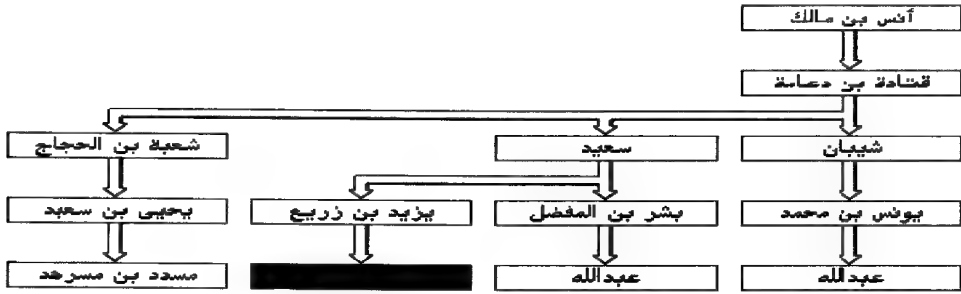 أنس بن مالك
قتادة بن دعامة
شيبان
سعيد
شعبة بن الحجاج
يونس بن محمد
بشر بن المفضل
يزيد بن زريع
يحيى بن سعيد
عبدالله
عبدالله
مسدد بن مسرهد